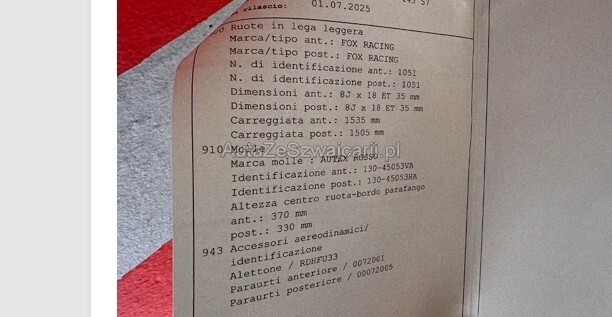 rilascio: 01.07.2025
Ruote in lega leggera
Marca/tipo ant.: FOX RACING
Marca/tipo post.: FOX RACING
N. di identificazione ant.: 1051
N. di identificazione post.: 1051
Dimensioni ant.: 8J x 18 ET 35 mm
Dimensioni post.: 8J x 18 ET 35 mm
Carreggiata ant.: 1535 mm
Carreggiata post.: 1505 mm
910 Molle
AutaZeSzwajcarii.pl
Marca molle : AUTEX ROSSO
Identificazione ant.: 130-45053VA
Identificazione post.: 130-45053HA
Altezza centro ruota-bordo parafango
ant.: 370 mm
post.: 330 mm
943 Accessori aereodinamici/
identificazione
Alettone / RDHFU33
Paraurti anteriore / 0072001
Paraurti posteriore / 00072005